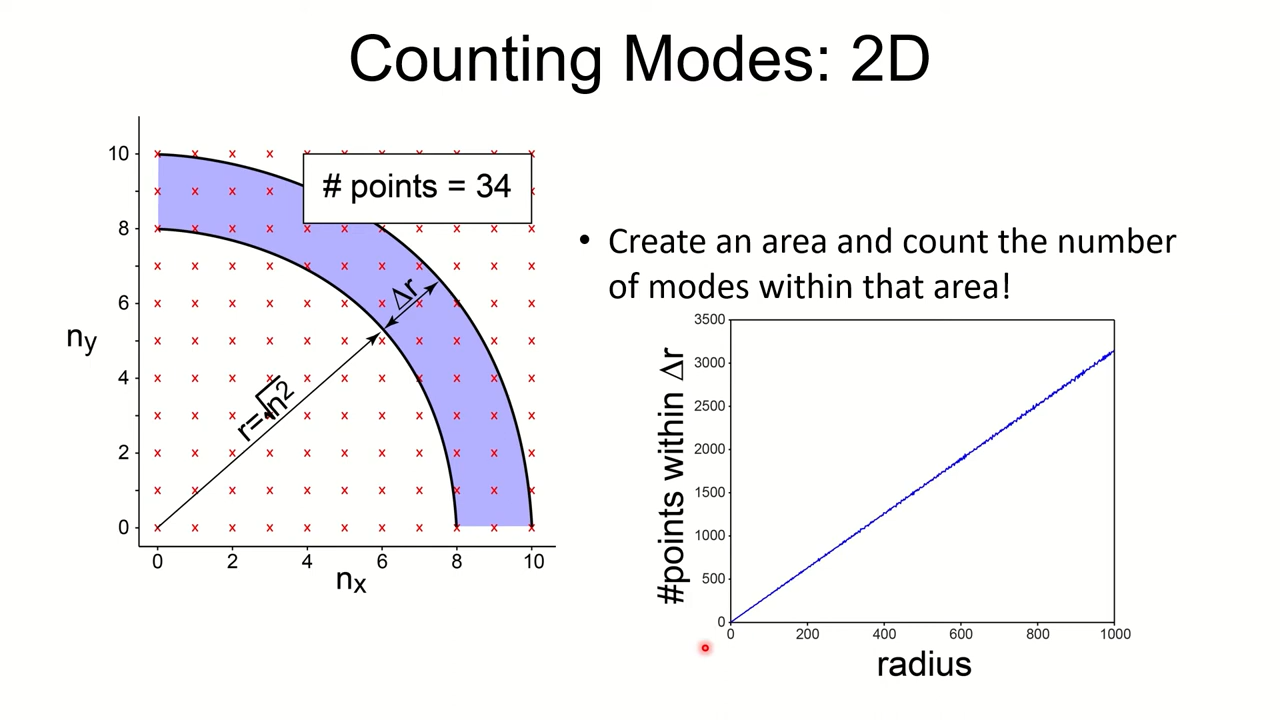 Counting Modes: 2D
# points = 34
10
8
6
4
2
0
n_y
Δr
r=√n²
0 2 4 6 8 10
n_x
• Create an area and count the number
of modes within that area!
#points within Δr
3500
3000
2500
2000
1500
1000
500
0
0 200 400 600 800 1000
radius